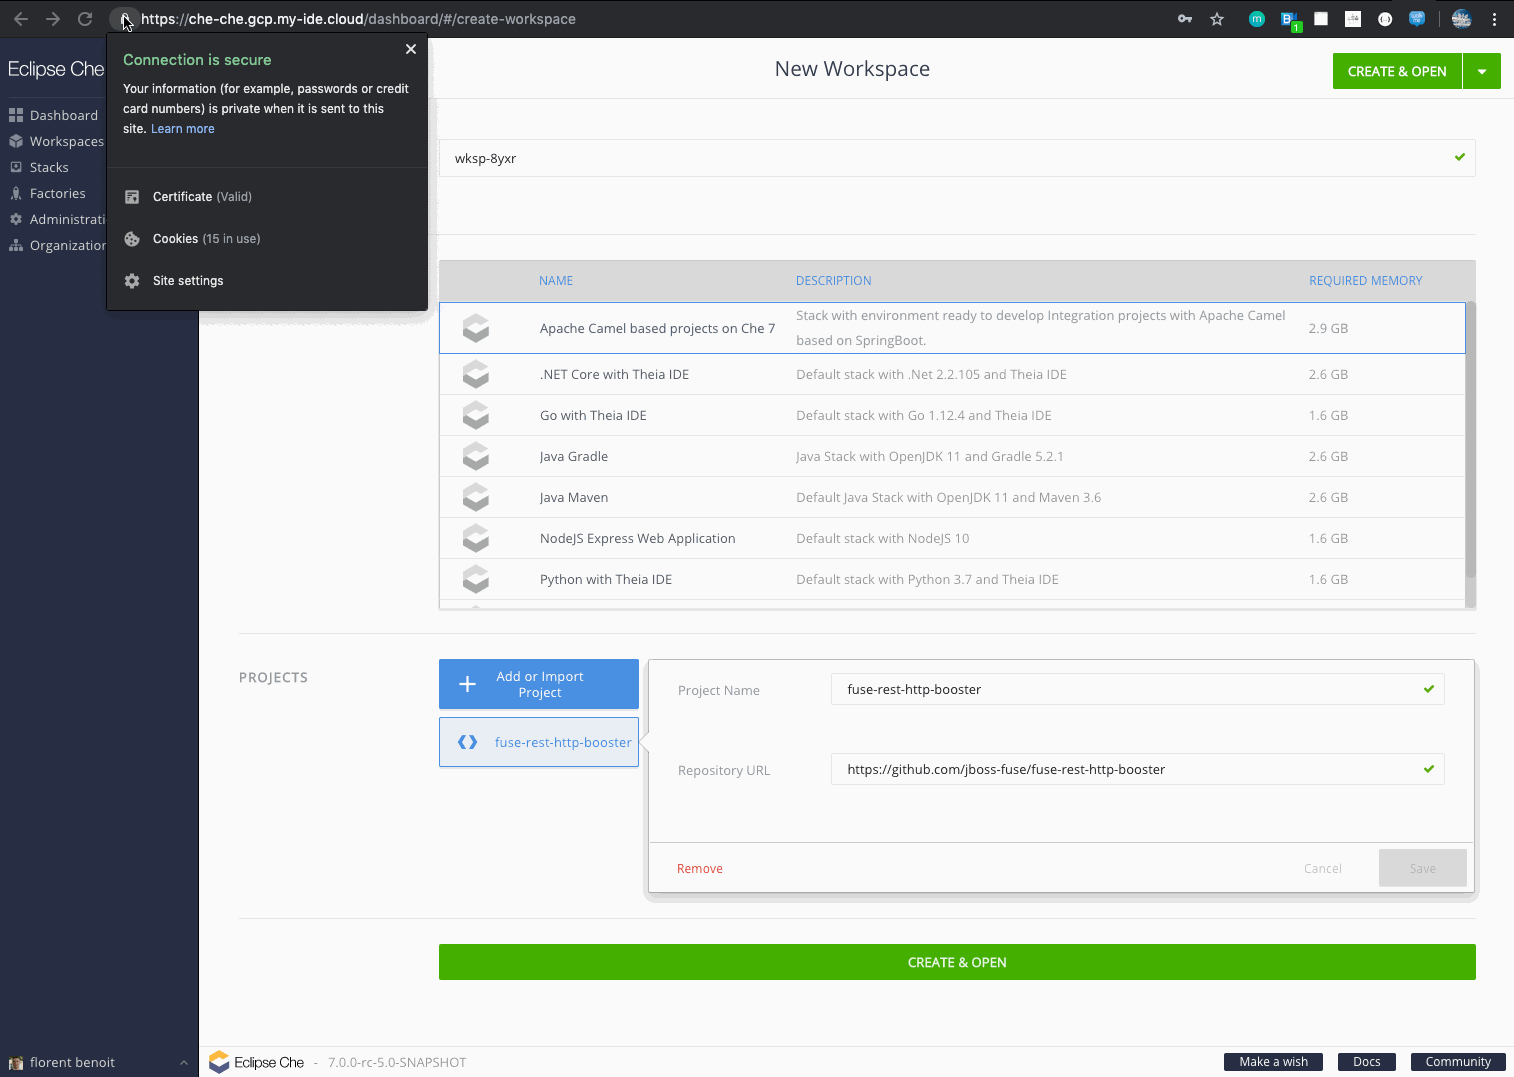 https://che-che.gcp.my-ide.cloud/dashboard/#/create-workspace
m
1
Connection is secure
Your information (for example, passwords or credit
card numbers) is private when it is sent to this
site. Learn more
Certificate (Valid)
Cookies (15 in use)
Site settings
Eclipse Che
Dashboard
Workspaces
Stacks
Factories
Administrati
Organization
New Workspace
CREATE & OPEN
wksp-8yxr
NAME DESCRIPTION REQUIRED MEMORY
Apache Camel based projects on Che 7 Stack with environment ready to develop Integration projects with Apache Camel 2.9 GB
based on SpringBoot.
.NET Core with Theia IDE Default stack with .Net 2.2.105 and Theia IDE 2.6 GB
Go with Theia IDE Default stack with Go 1.12.4 and Theia IDE 1.6 GB
Java Gradle Java Stack with OpenJDK 11 and Gradle 5.2.1 2.6 GB
Java Maven Default Java Stack with OpenJDK 11 and Maven 3.6 2.6 GB
NodeJS Express Web Application Default stack with NodeJS 10 1.6 GB
Python with Theia IDE Default stack with Python 3.7 and Theia IDE 1.6 GB
PROJECTS
Add or Import
Project
fuse-rest-http-booster
Project Name fuse-rest-http-booster
Repository URL https://github.com/jboss-fuse/fuse-rest-http-booster
Remove Cancel Save
CREATE & OPEN
florent benoit
Eclipse Che - 7.0.0-rc-5.0-SNAPSHOT
Make a wish Docs Community